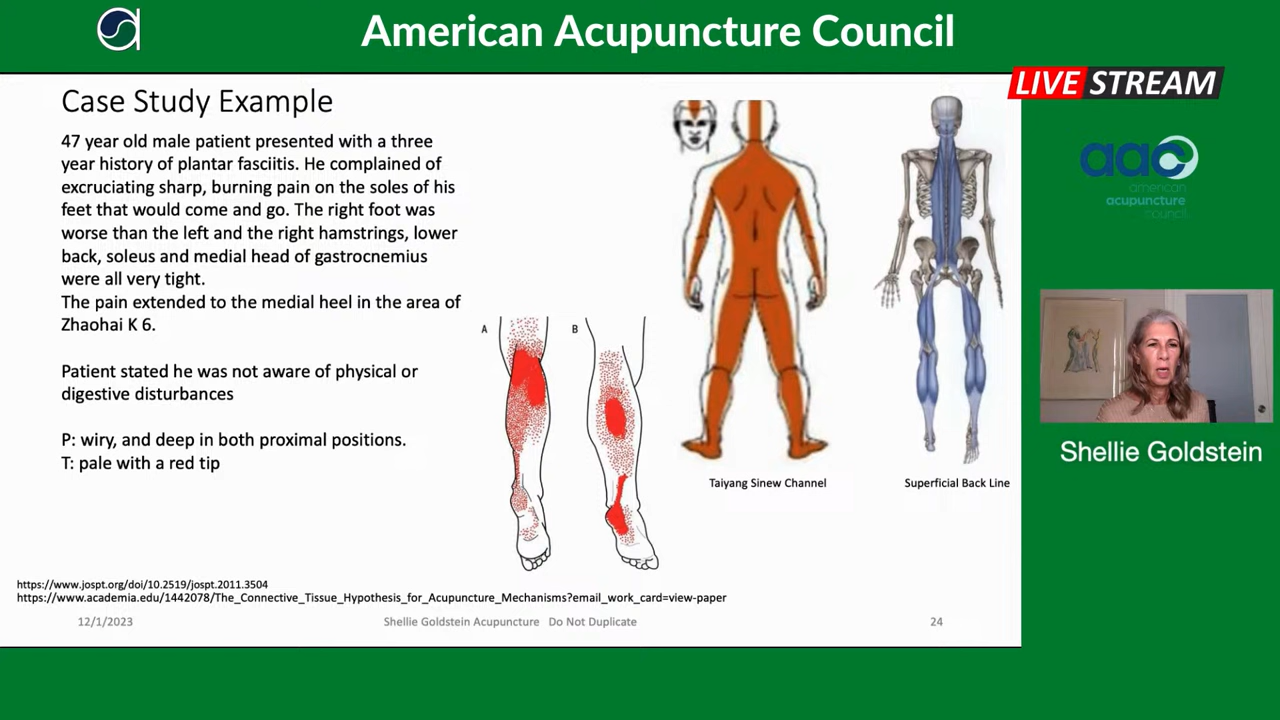 American Acupuncture Council
LIVE STREAM
Case Study Example
47 year old male patient presented with a three
year history of plantar fasciitis. He complained of
excruciating sharp, burning pain on the soles of his
feet that would come and go. The right foot was
worse than the left and the right hamstrings, lower
back, soleus and medial head of gastrocnemius
were all very tight.
The pain extended to the medial heel in the area of
Zhaohai K 6.
Patient stated he was not aware of physical or
digestive disturbances
P: wiry, and deep in both proximal positions.
T: pale with a red tip
A
B
Taiyang Sinew Channel
Superficial Back Line
aac
american
acupuncture
council
Shellie Goldstein
https://www.jospt.org/doi/10.2519/jospt.2011.3504
https://www.academia.edu/1442078/The_Connective_Tissue_Hypothesis_for_Acupuncture_Mechanisms?email_work_card=view-paper
12/1/2023
Shellie Goldstein Acupuncture Do Not Duplicate
24